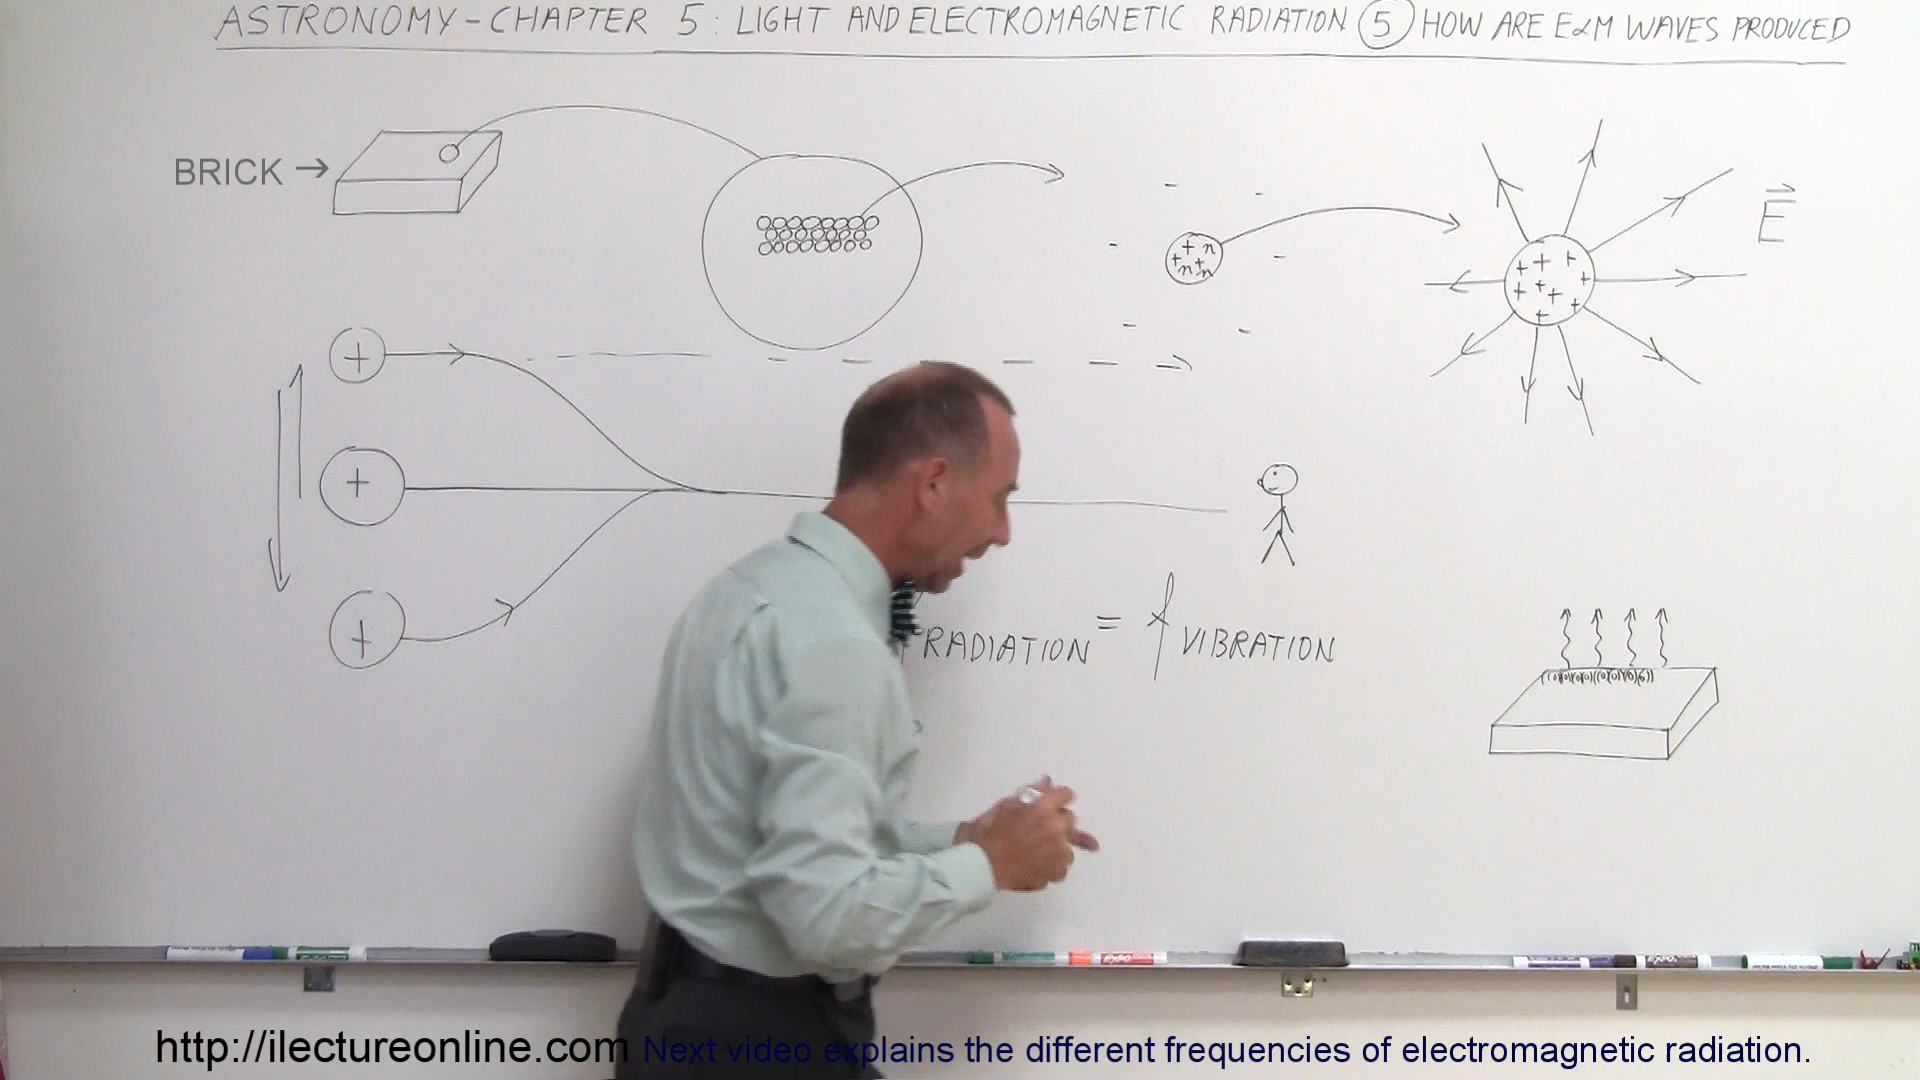 ASTRONOMY - CHAPTER 5: LIGHT AND ELECTROMAGNETIC RADIATION ⑤ HOW ARE E&M WAVES PRODUCED
BRICK →
E
+ n
+ + n n
+ + + + + + + + + +
+
+
+
f RADIATION = f VIBRATION
http://ilectureonline.com Next video explains the different frequencies of electromagnetic radiation.